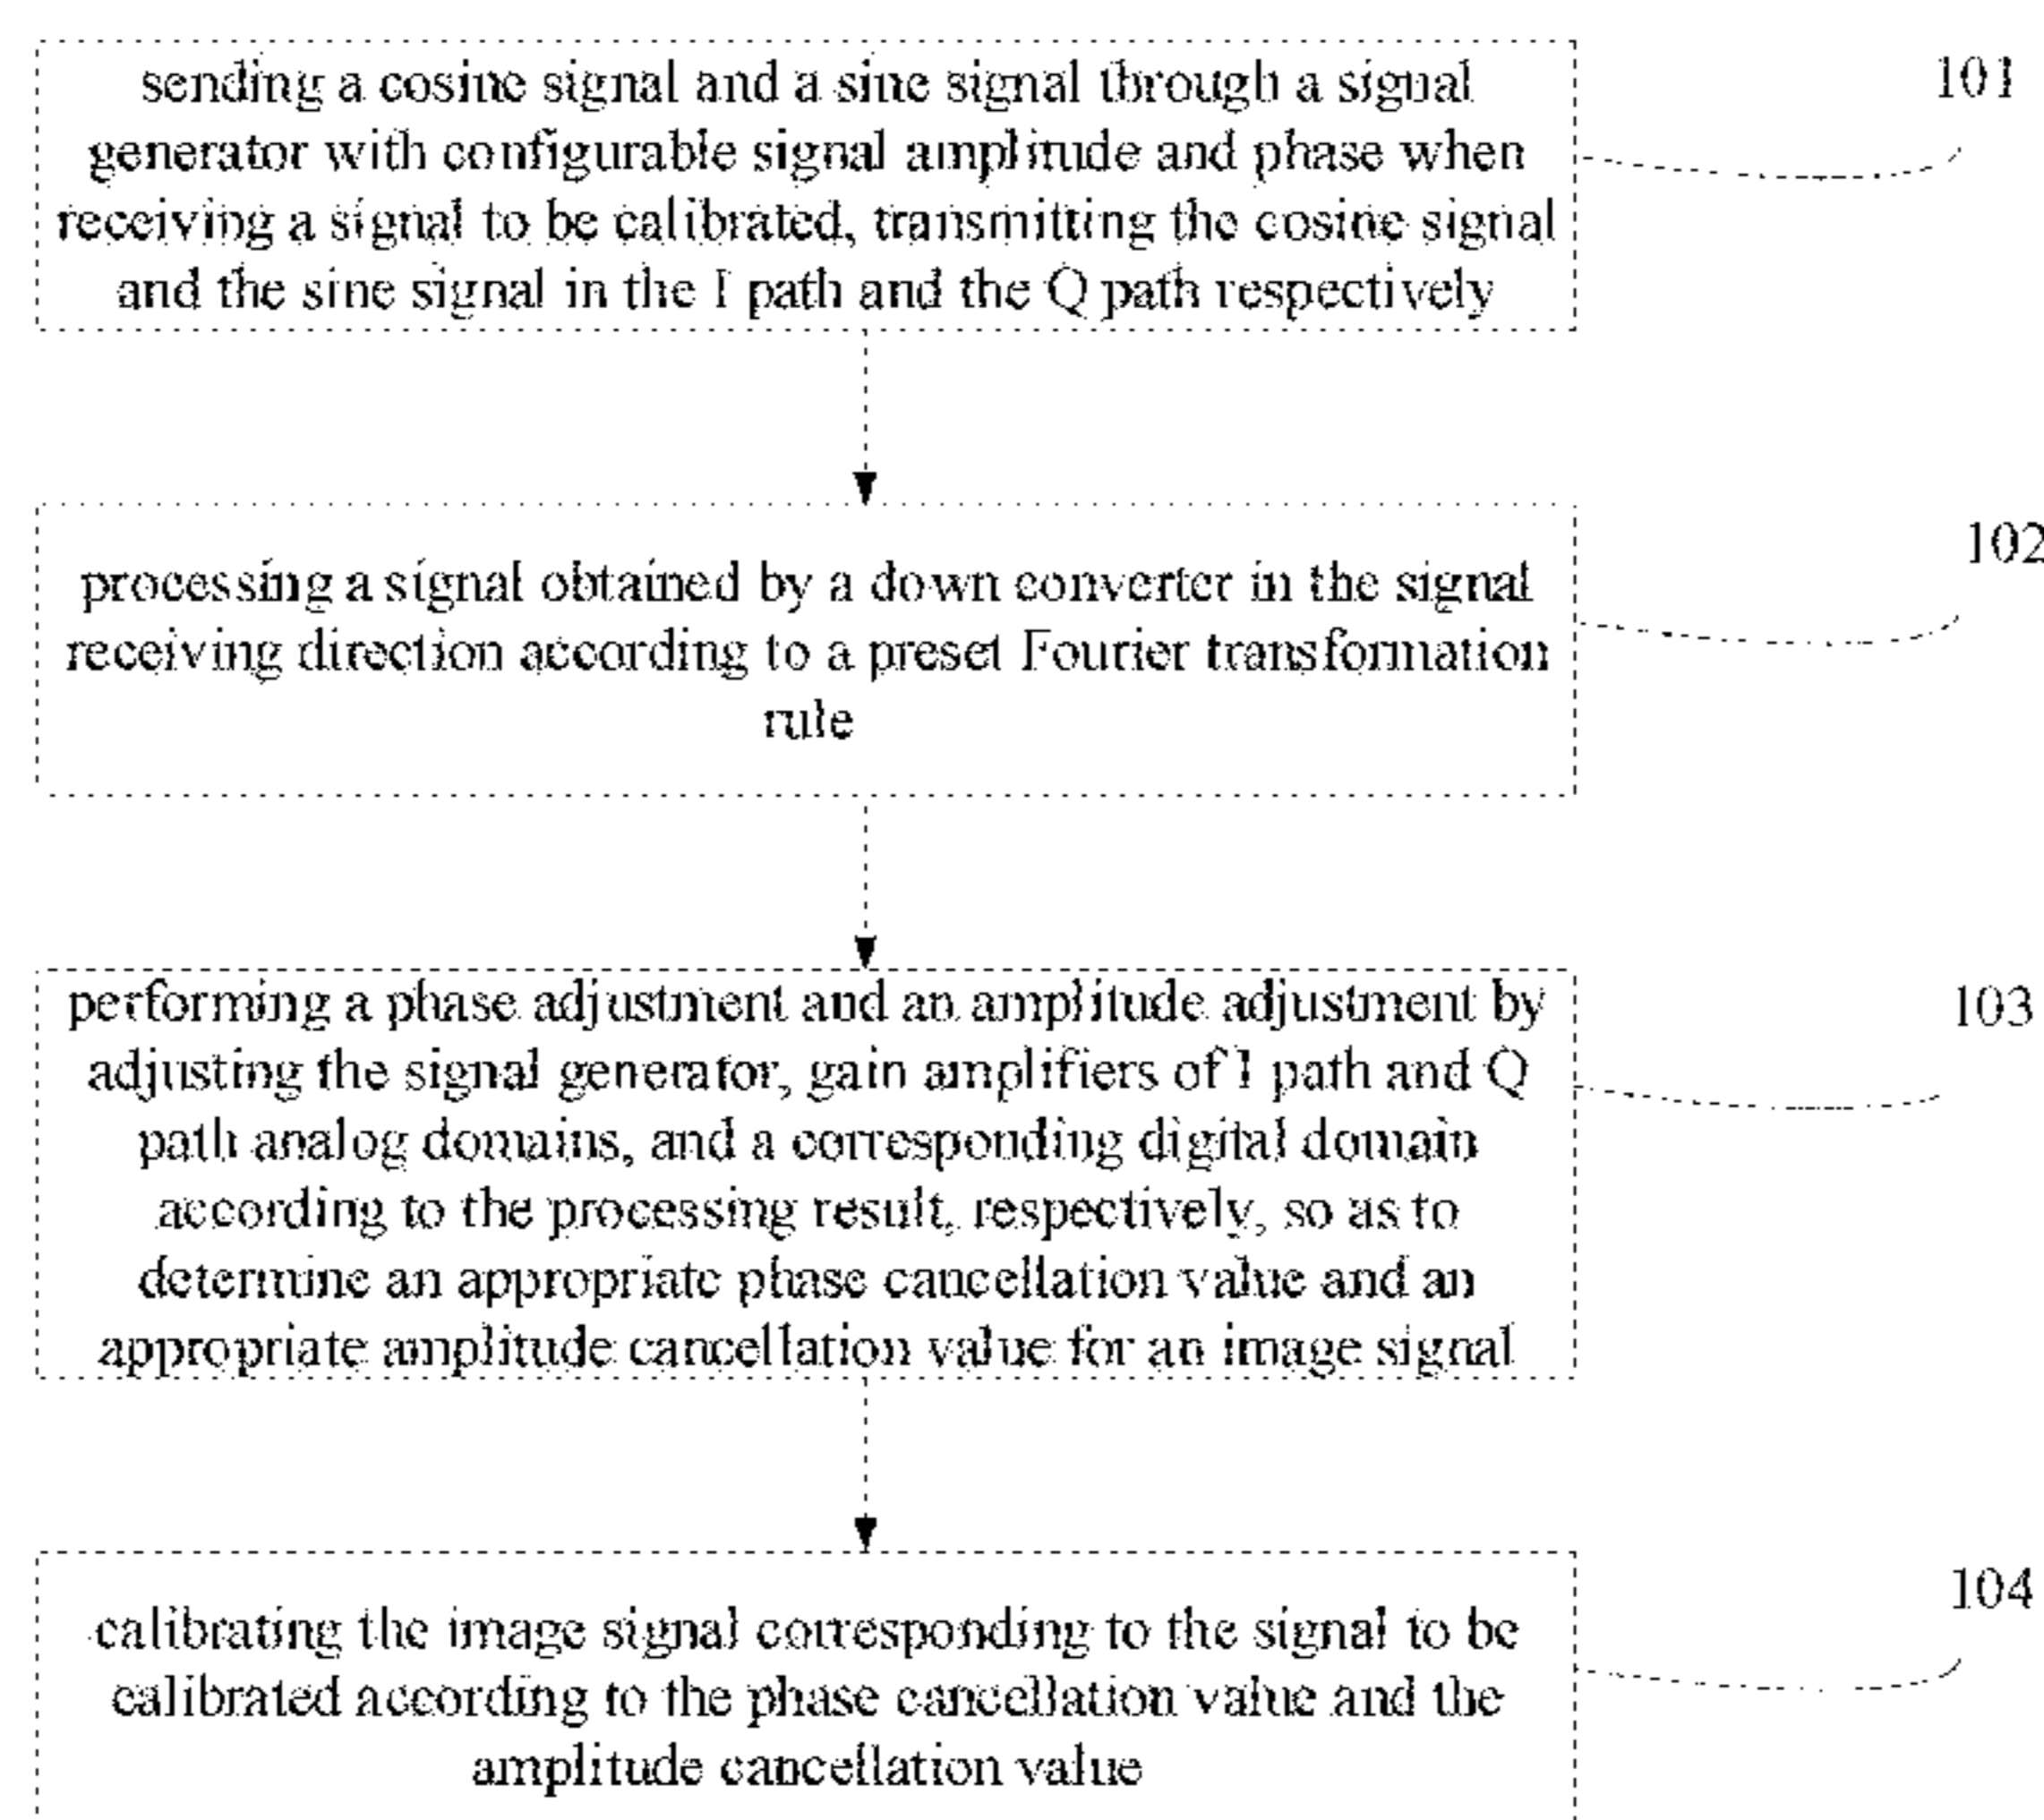 sending a cosine signal and a sine signal through a signal
generator with configurable signal amplitude and phase when
receiving a signal to be calibrated, transmitting the cosine signal
and the sine signal in the I path and the Q path respectively
101
processing a signal obtained by a down converter in the signal
receiving direction according to a preset Fourier transformation
rule
102
performing a phase adjustment and an amplitude adjustment by
adjusting the signal generator, gain amplifiers of I path and Q
path analog domains, and a corresponding digital domain
according to the processing result, respectively, so as to
determine an appropriate phase cancellation value and an
appropriate amplitude cancellation value for an image signal
103
calibrating the image signal corresponding to the signal to be
calibrated according to the phase cancellation value and the
amplitude cancellation value
104